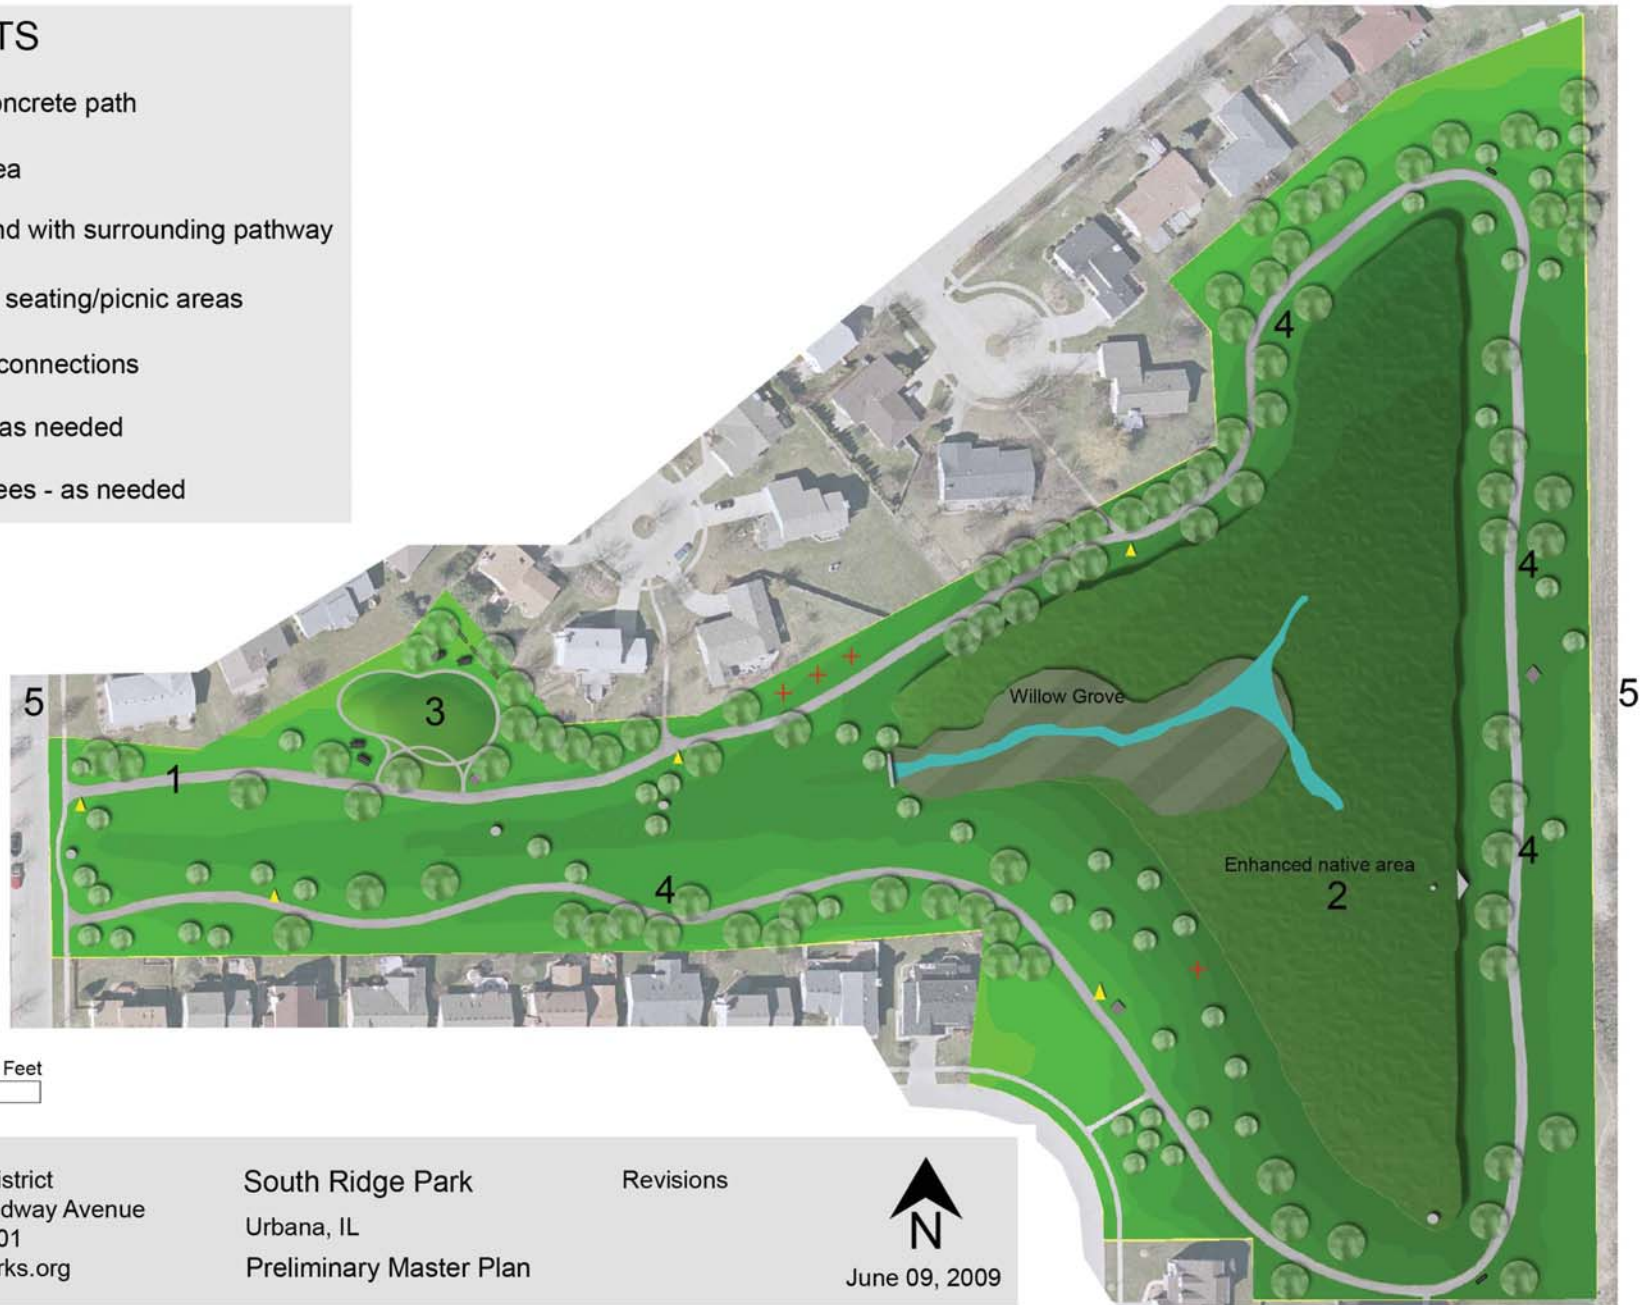 TS
concrete path
ea
nd with surrounding pathway
seating/picnic areas
connections
as needed
ees - as needed
4
4
5
3
Willow Grove
5
1
4
Enhanced native area
2
4
Feet
istrict
dway Avenue
01
rks.org
South Ridge Park
Urbana, IL
Preliminary Master Plan
Revisions
N
June 09, 2009